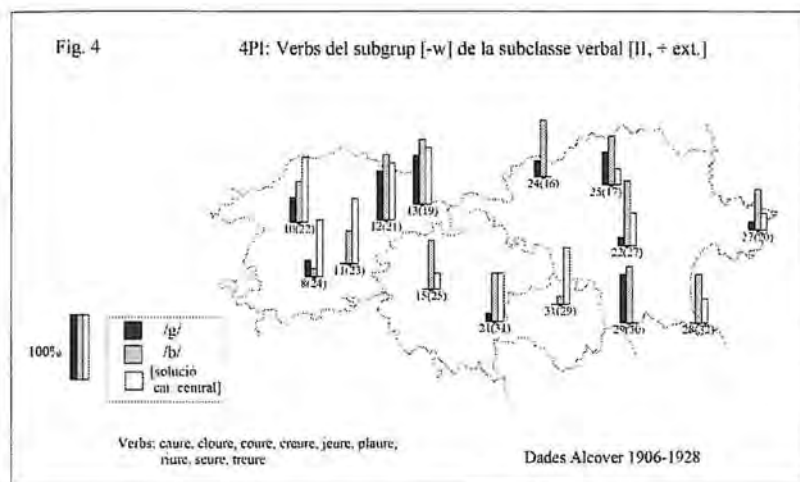 Fig. 4
4Pl: Verbs del subgrup [-w] de la subclasse verbal [II, + ext.]
24(16)
25(17)
13(19)
12(21)
10(22)
27(20)
22(27)
11(23)
8(24)
15(25)
31(29)
21(31)
29(30)
28(32)
100%
/g/
/b/
[solució
cat. central]
Verbs: caure, cloure, coure, creure, jeure, plaure,
riure, seure, treure
Dades Alcover 1906-1928